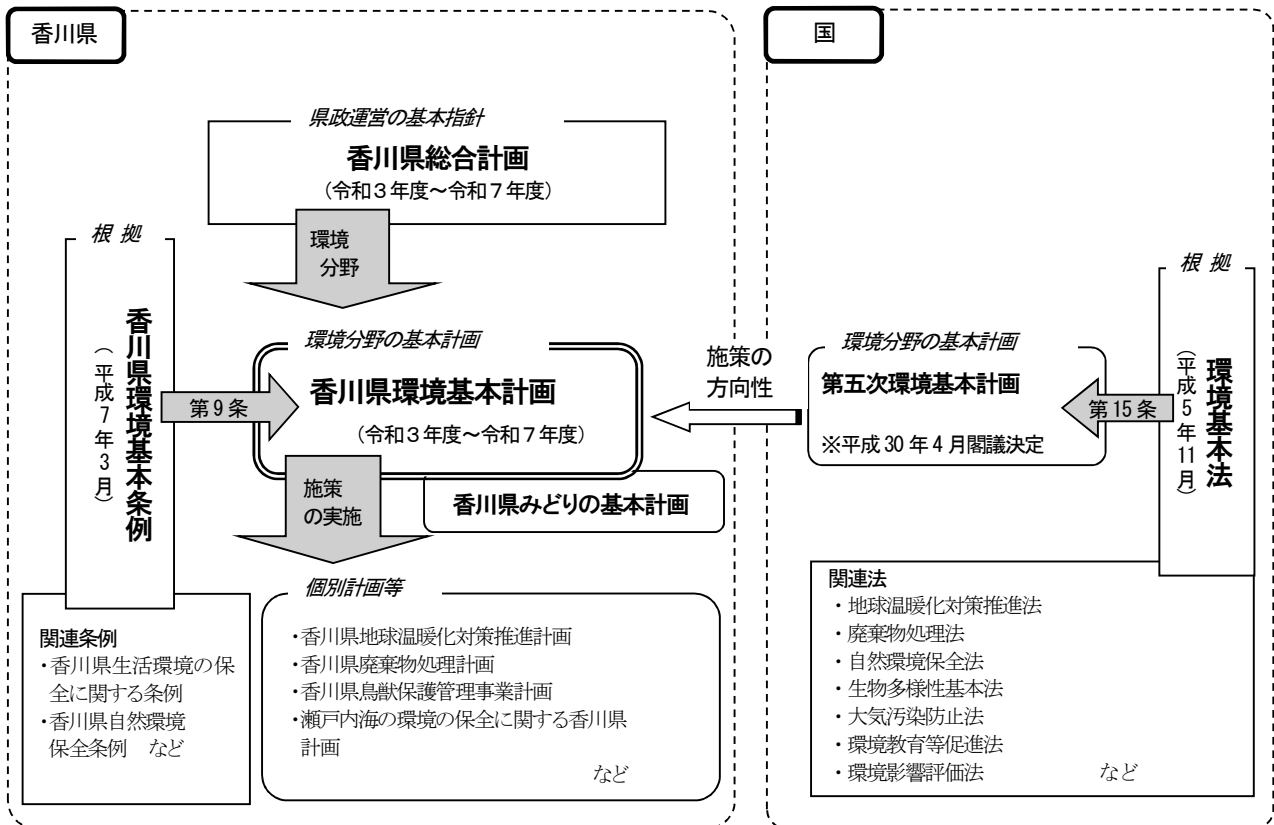 香川県
県政運営の基本指針
香川県総合計画
（令和３年度～令和７年度）
環境
分野
根 拠
香川県環境基本条例
（平成７年３月）
第９条
環境分野の基本計画
香川県環境基本計画
（令和３年度～令和７年度）
施策
の実施
香川県みどりの基本計画
関連条例
・香川県生活環境の保
全に関する条例
・香川県自然環境
保全条例　など
個別計画等
・香川県地球温暖化対策推進計画
・香川県廃棄物処理計画
・香川県鳥獣保護管理事業計画
・瀬戸内海の環境の保全に関する香川県
計画
など
施策の
方向性
国
環境分野の基本計画
第五次環境基本計画
※平成 30 年 4 月閣議決定
第 15 条
根 拠
環境基本法
（平成５年11月）
関連法
・地球温暖化対策推進法
・廃棄物処理法
・自然環境保全法
・生物多様性基本法
・大気汚染防止法
・環境教育等促進法
・環境影響評価法　など